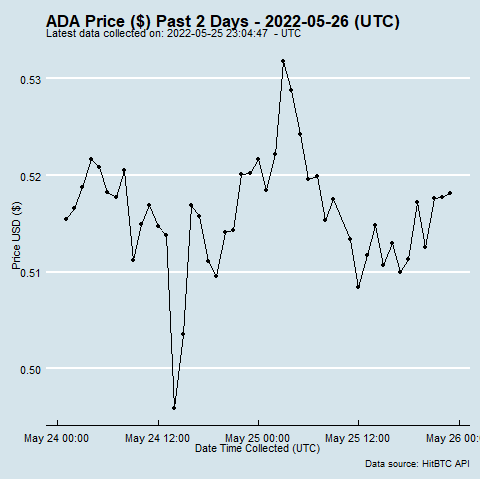 ADA Price ($) Past 2 Days - 2022-05-26 (UTC)
Latest data collected on: 2022-05-25 23:04:47 - UTC
0.53
0.52
0.51
0.50
Price USD ($)
May 24 00:00
May 24 12:00
May 25 00:00
May 25 12:00
May 26 00:
Date Time Collected (UTC)
Data source: HitBTC API